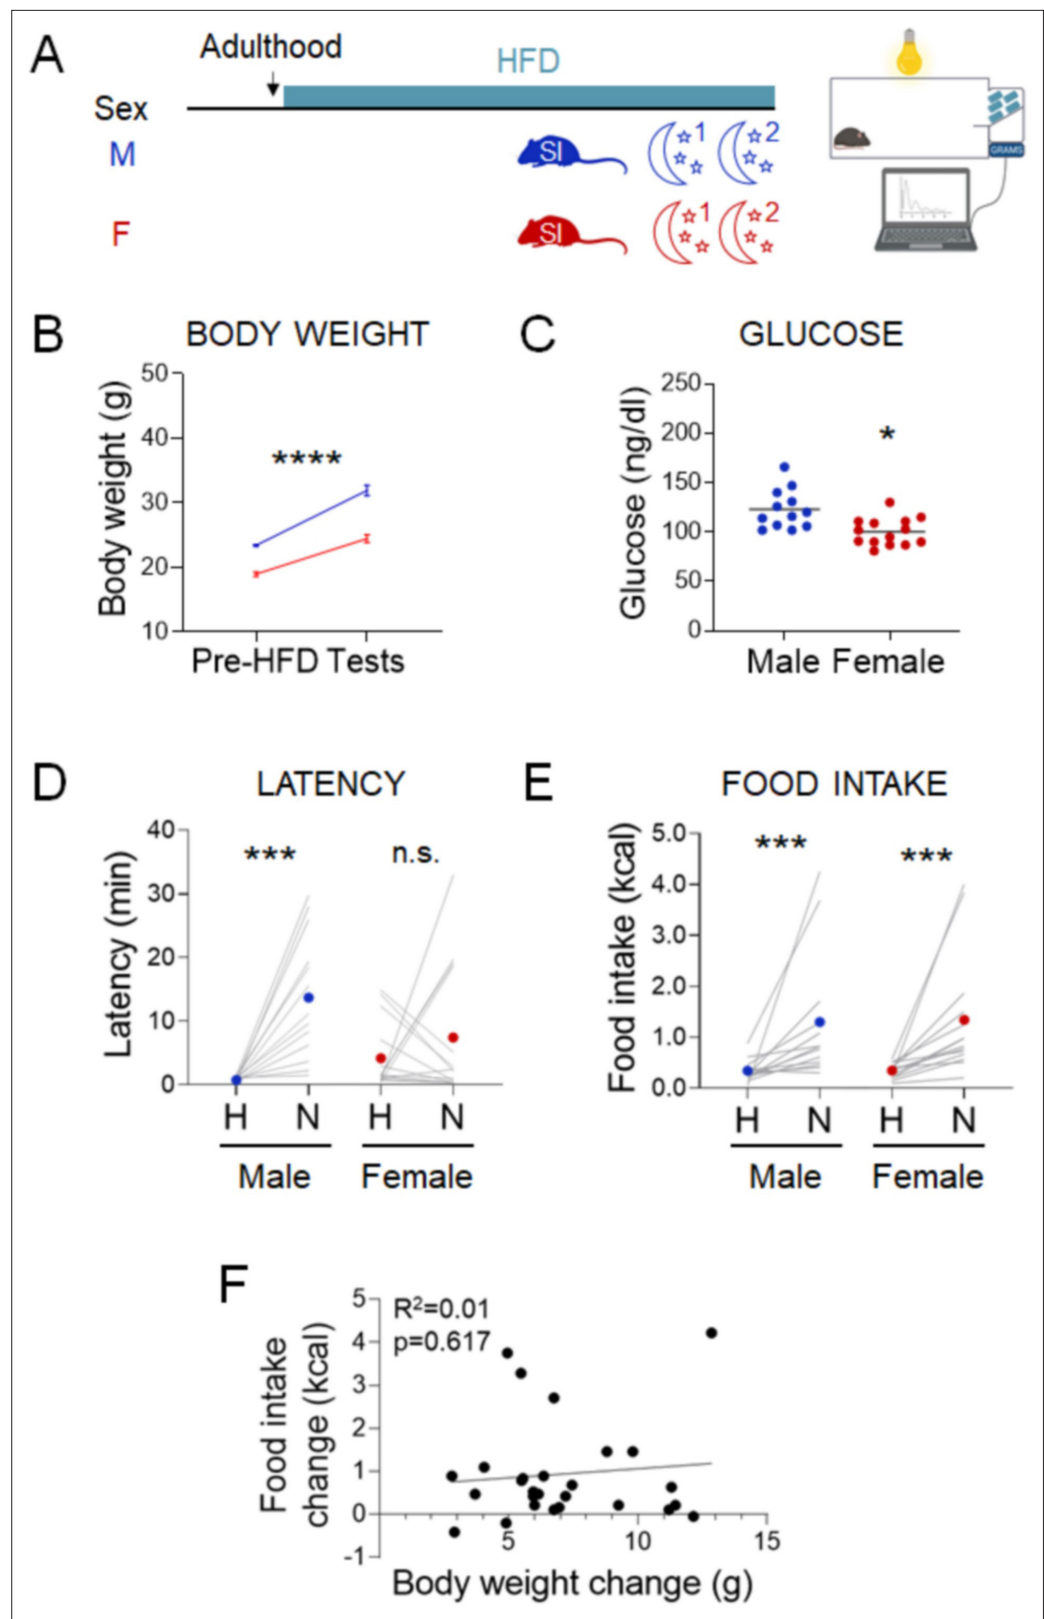 A
Adulthood
HFD
Sex
M
SI
1
2
F
SI
1
2
GRAMS
B
BODY WEIGHT
Body weight (g)
50
40
30
20
10
****
Pre-HFD Tests
C
GLUCOSE
Glucose (ng/dl)
250
200
150
100
50
0
*
Male Female
D
LATENCY
Latency (min)
40
30
20
10
0
***
n.s.
H N H N
Male Female
E
FOOD INTAKE
Food intake (kcal)
5.0
4.0
3.0
2.0
1.0
0.0
***
***
H N H N
Male Female
F
Food intake
change (kcal)
5
4
3
2
1
0
-1
R²=0.01
p=0.617
5 10 15
Body weight change (g)